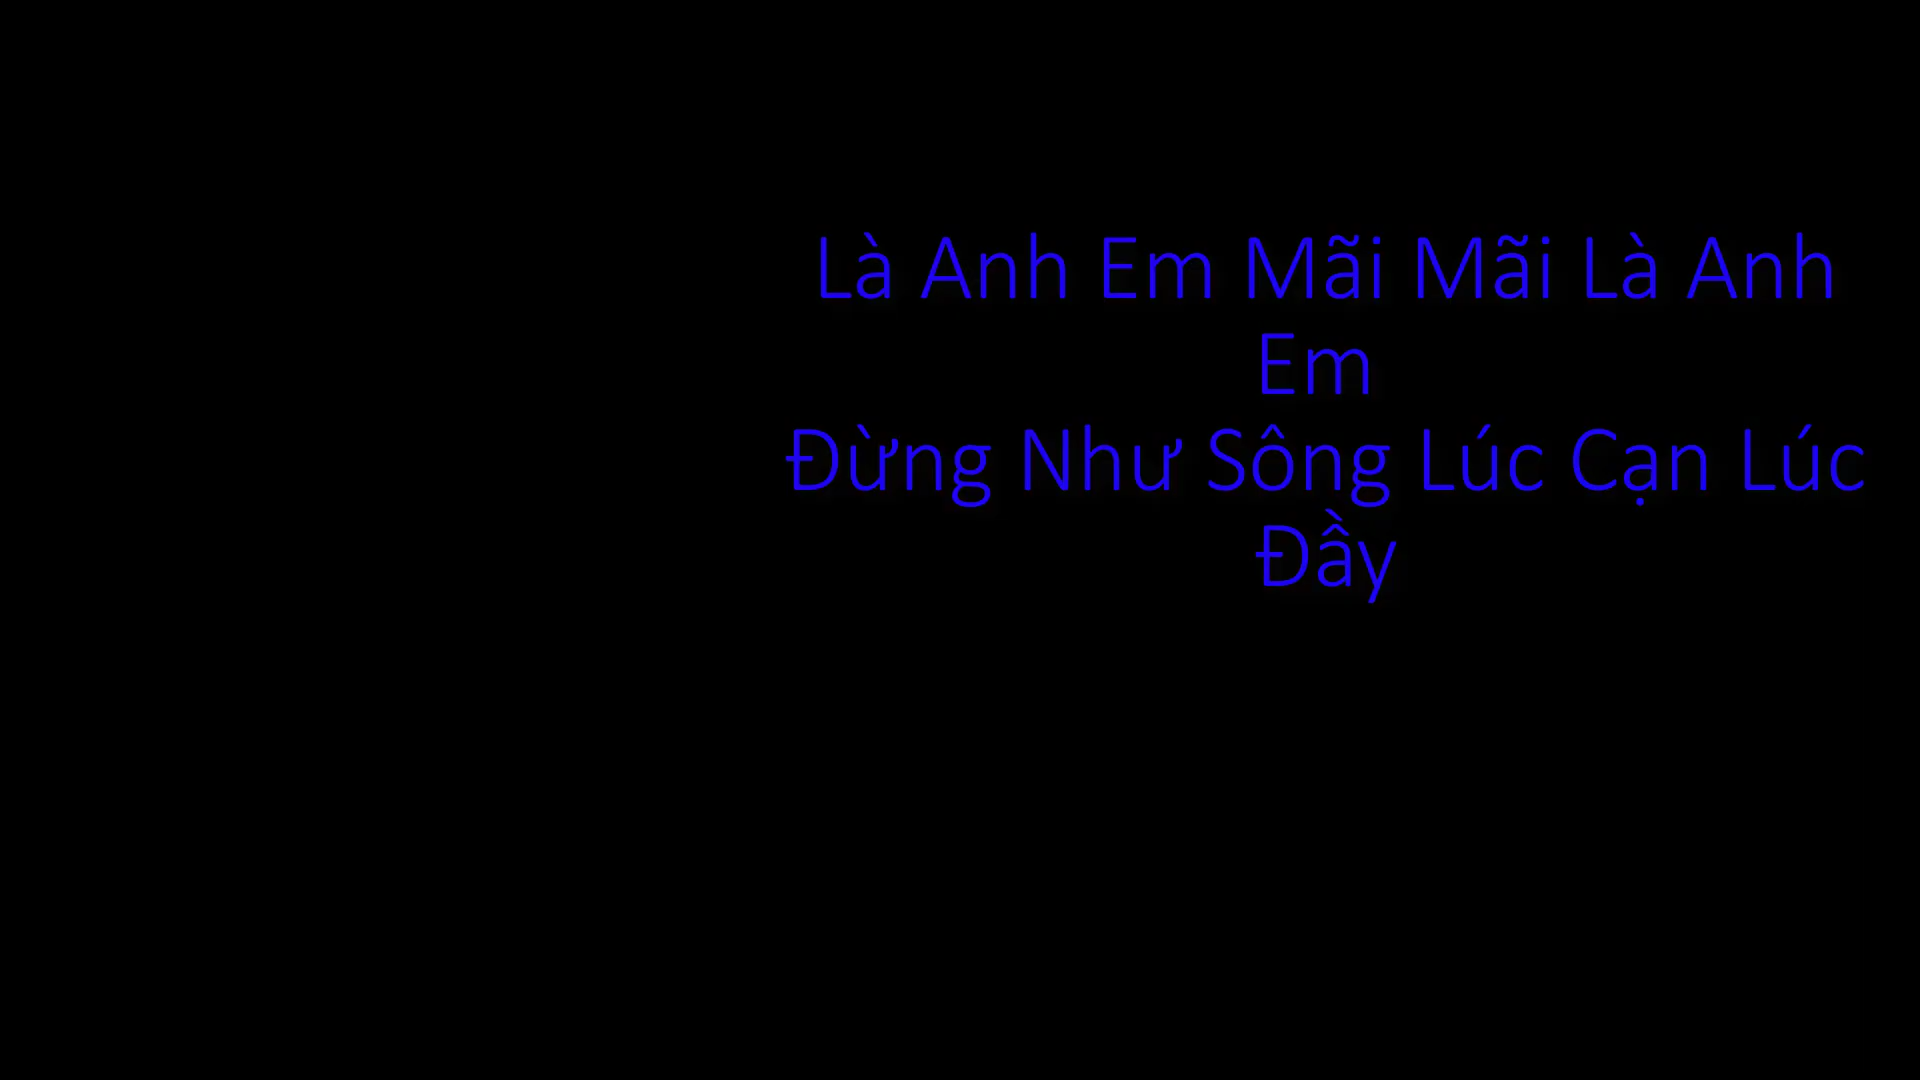 Là Anh Em Mãi Mãi Là Anh
Em
Đừng Như Sông Lúc Cạn Lúc
Đầy